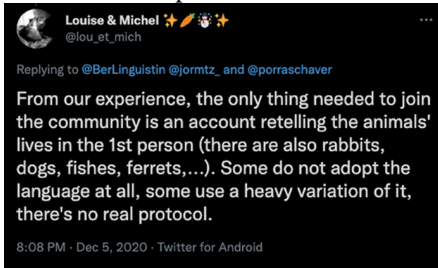 Louise & Michel ✨🥕⛄✨
@lou_et_mich
Replying to @BerLinguistin @jormtz_ and @porraschaver
From our experience, the only thing needed to join
the community is an account retelling the animals'
lives in the 1st person (there are also rabbits,
dogs, fishes, ferrets,...). Some do not adopt the
language at all, some use a heavy variation of it,
there's no real protocol.
8:08 PM · Dec 5, 2020 · Twitter for Android